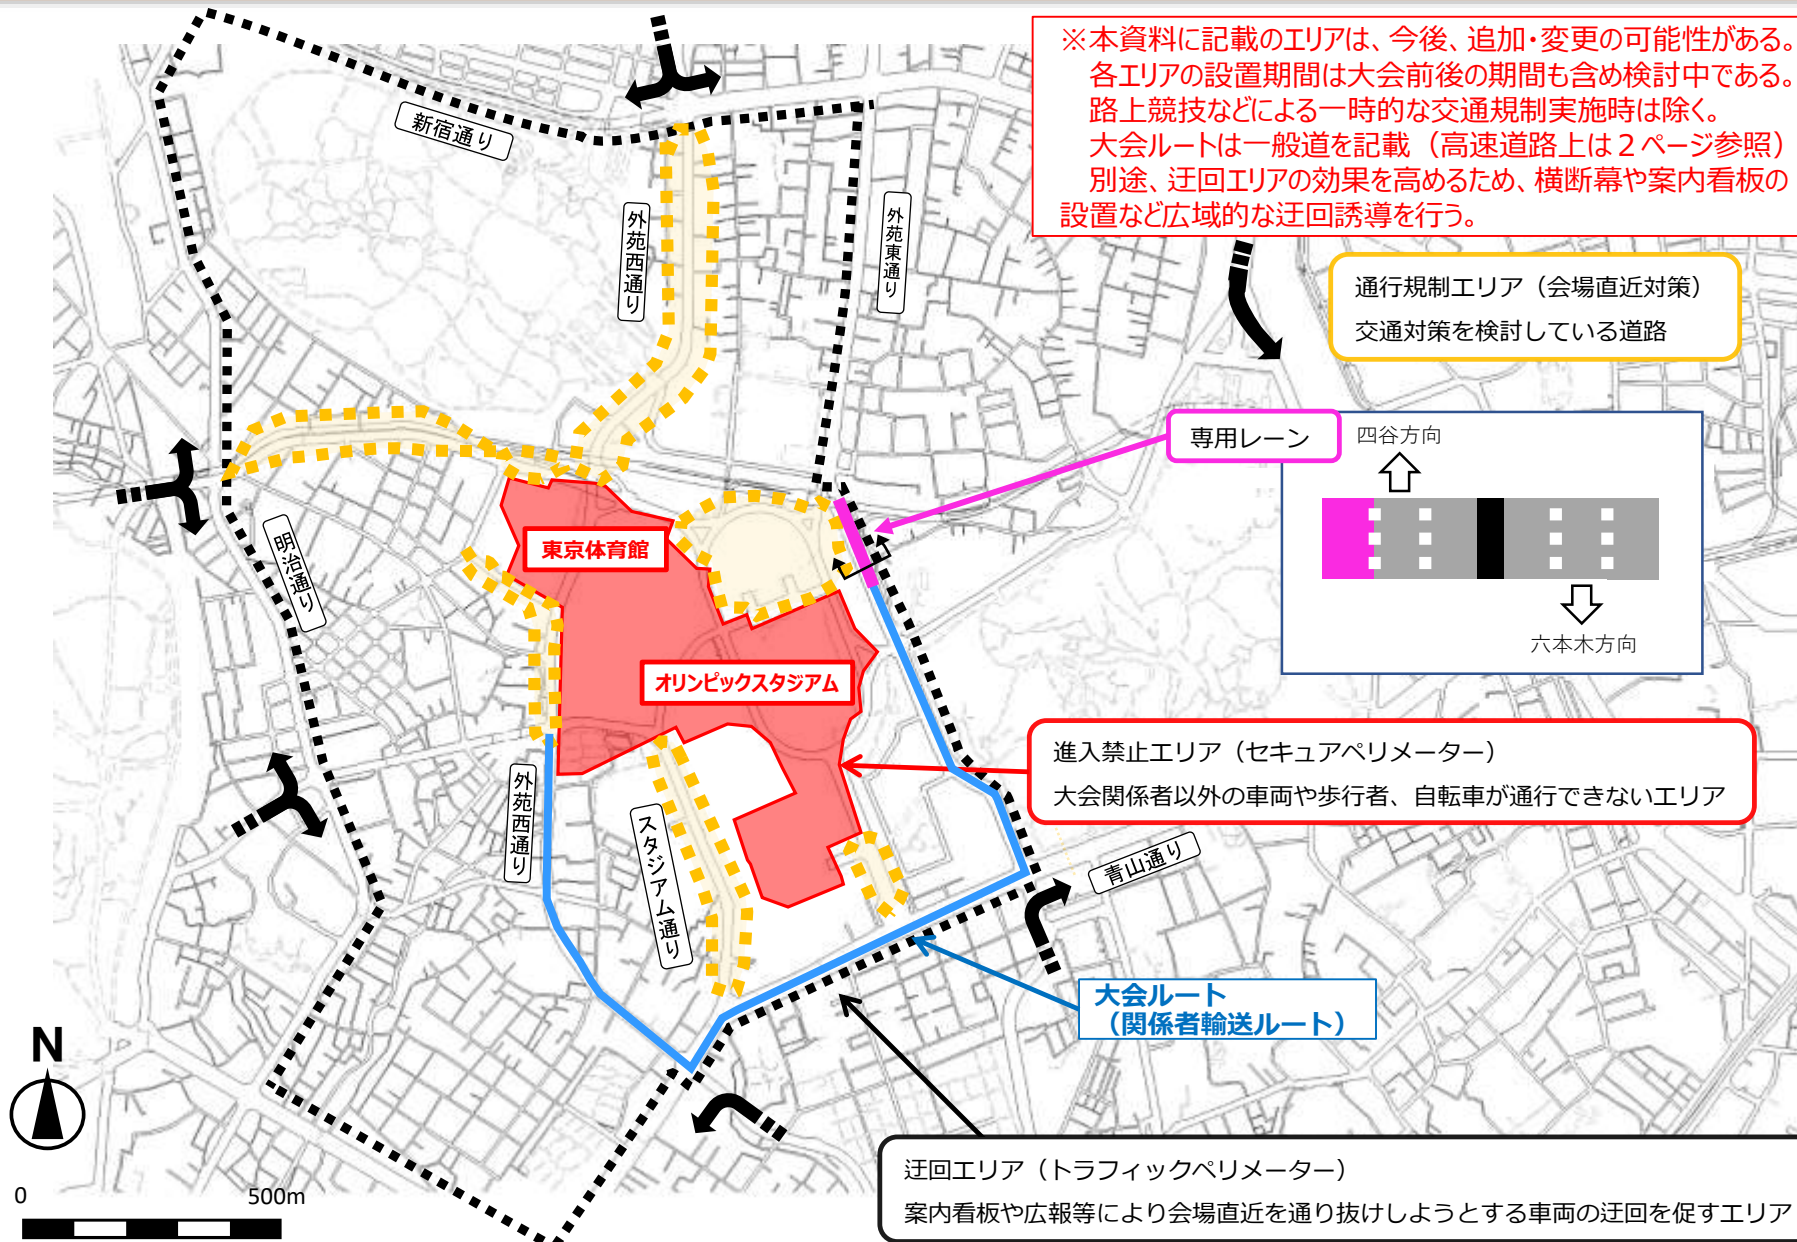 ※本資料に記載のエリアは、今後、追加・変更の可能性がある。
各エリアの設置期間は大会前後の期間も含め検討中である。
路上競技などによる一時的な交通規制実施時は除く。
大会ルートは一般道を記載（高速道路上は２ページ参照）
別途、迂回エリアの効果を高めるため、横断幕や案内看板の
設置など広域的な迂回誘導を行う。
新宿通り
外苑西通り
外苑東通り
通行規制エリア（会場直近対策）
交通対策を検討している道路
専用レーン
四谷方向
六本木方向
明治通り
東京体育館
オリンピックスタジアム
進入禁止エリア（セキュアペリメーター）
大会関係者以外の車両や歩行者、自転車が通行できないエリア
外苑西通り
スタジアム通り
青山通り
大会ルート
（関係者輸送ルート）
N
0
500m
迂回エリア（トラフィックペリメーター）
案内看板や広報等により会場直近を通り抜けしようとする車両の迂回を促すエリア